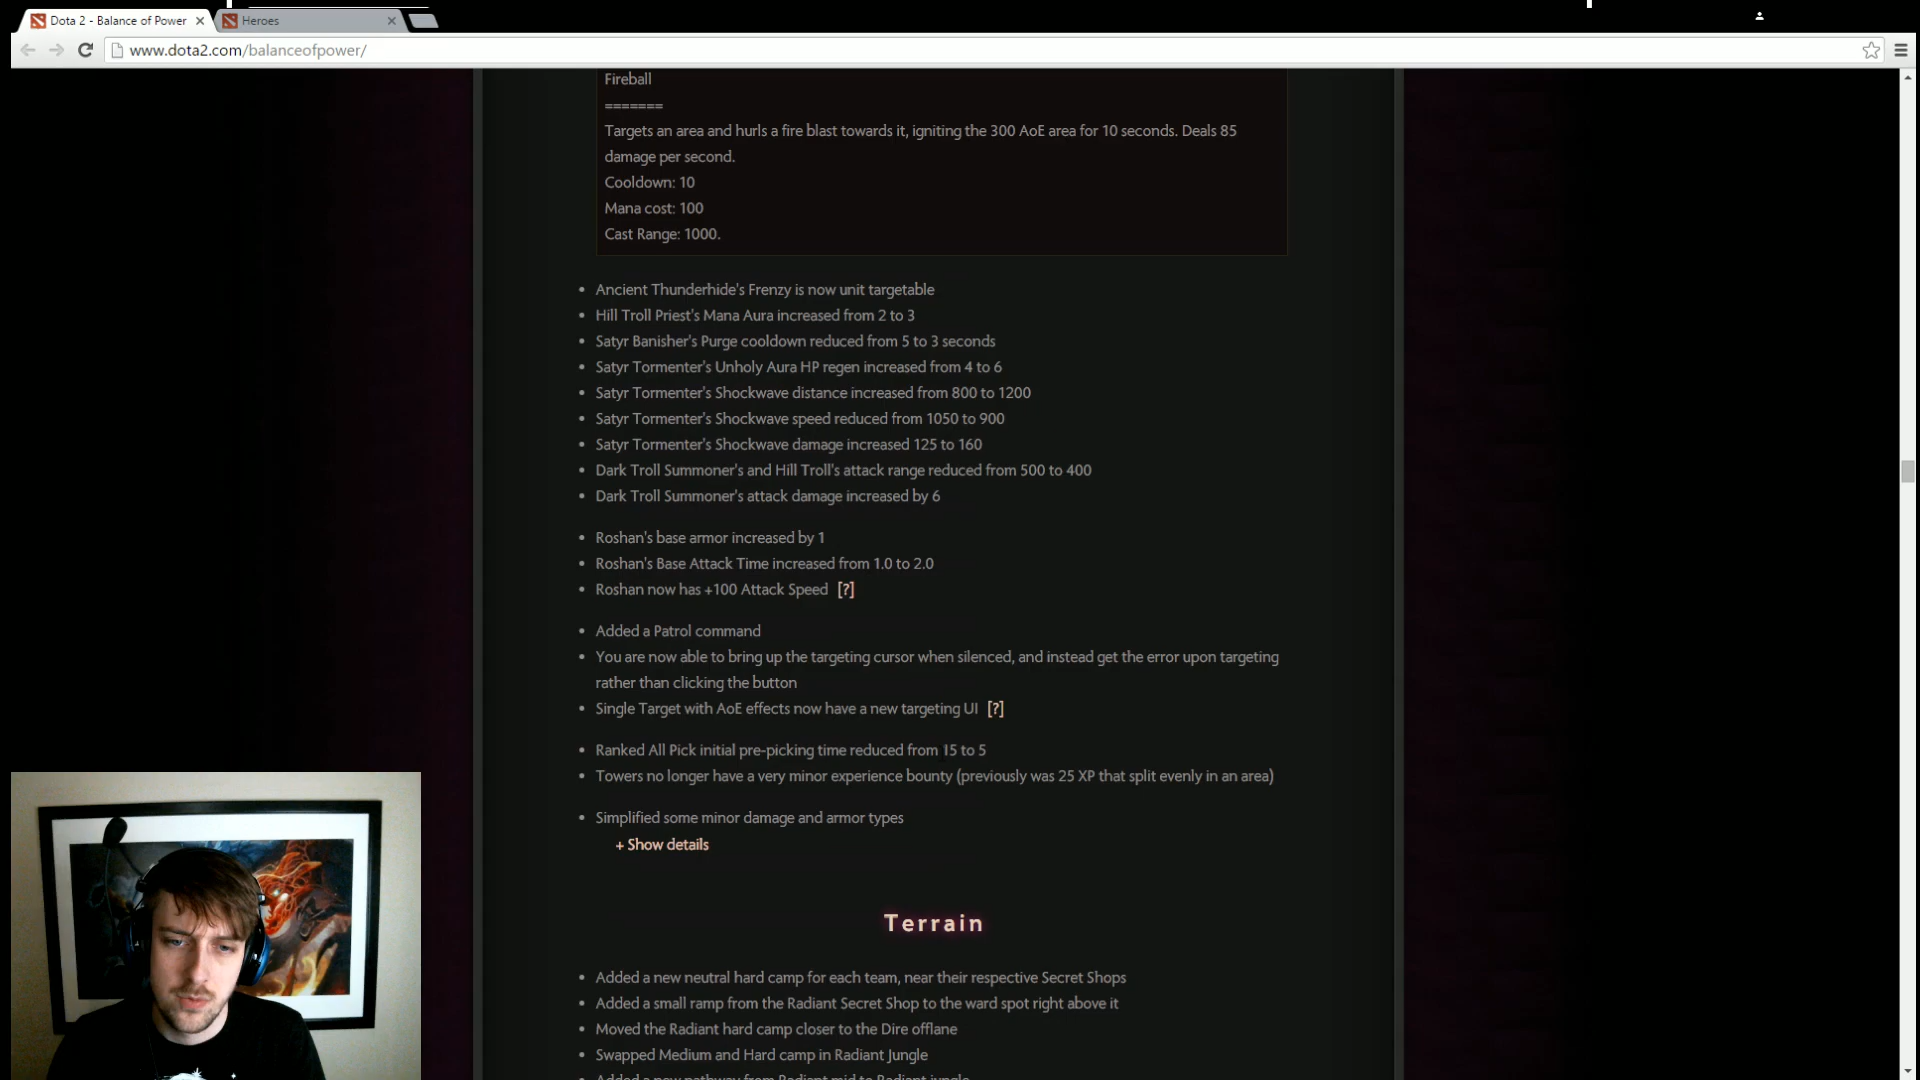 Dota 2 - Balance of Power
Heroes
www.dota2.com/balanceofpower/
Fireball
=======
Targets an area and hurls a fire blast towards it, igniting the 300 AoE area for 10 seconds. Deals 85
damage per second.
Cooldown: 10
Mana cost: 100
Cast Range: 1000.
• Ancient Thunderhide's Frenzy is now unit targetable
• Hill Troll Priest's Mana Aura increased from 2 to 3
• Satyr Banisher's Purge cooldown reduced from 5 to 3 seconds
• Satyr Tormenter's Unholy Aura HP regen increased from 4 to 6
• Satyr Tormenter's Shockwave distance increased from 800 to 1200
• Satyr Tormenter's Shockwave speed reduced from 1050 to 900
• Satyr Tormenter's Shockwave damage increased 125 to 160
• Dark Troll Summoner's and Hill Troll's attack range reduced from 500 to 400
• Dark Troll Summoner's attack damage increased by 6
• Roshan's base armor increased by 1
• Roshan's Base Attack Time increased from 1.0 to 2.0
• Roshan now has +100 Attack Speed [?]
• Added a Patrol command
• You are now able to bring up the targeting cursor when silenced, and instead get the error upon targeting
rather than clicking the button
• Single Target with AoE effects now have a new targeting UI [?]
• Ranked All Pick initial pre-picking time reduced from 15 to 5
• Towers no longer have a very minor experience bounty (previously was 25 XP that split evenly in an area)
• Simplified some minor damage and armor types
+ Show details
Terrain
• Added a new neutral hard camp for each team, near their respective Secret Shops
• Added a small ramp from the Radiant Secret Shop to the ward spot right above it
• Moved the Radiant hard camp closer to the Dire offlane
• Swapped Medium and Hard camp in Radiant Jungle
• Added a new pathway from Radiant mid to Radiant jungle